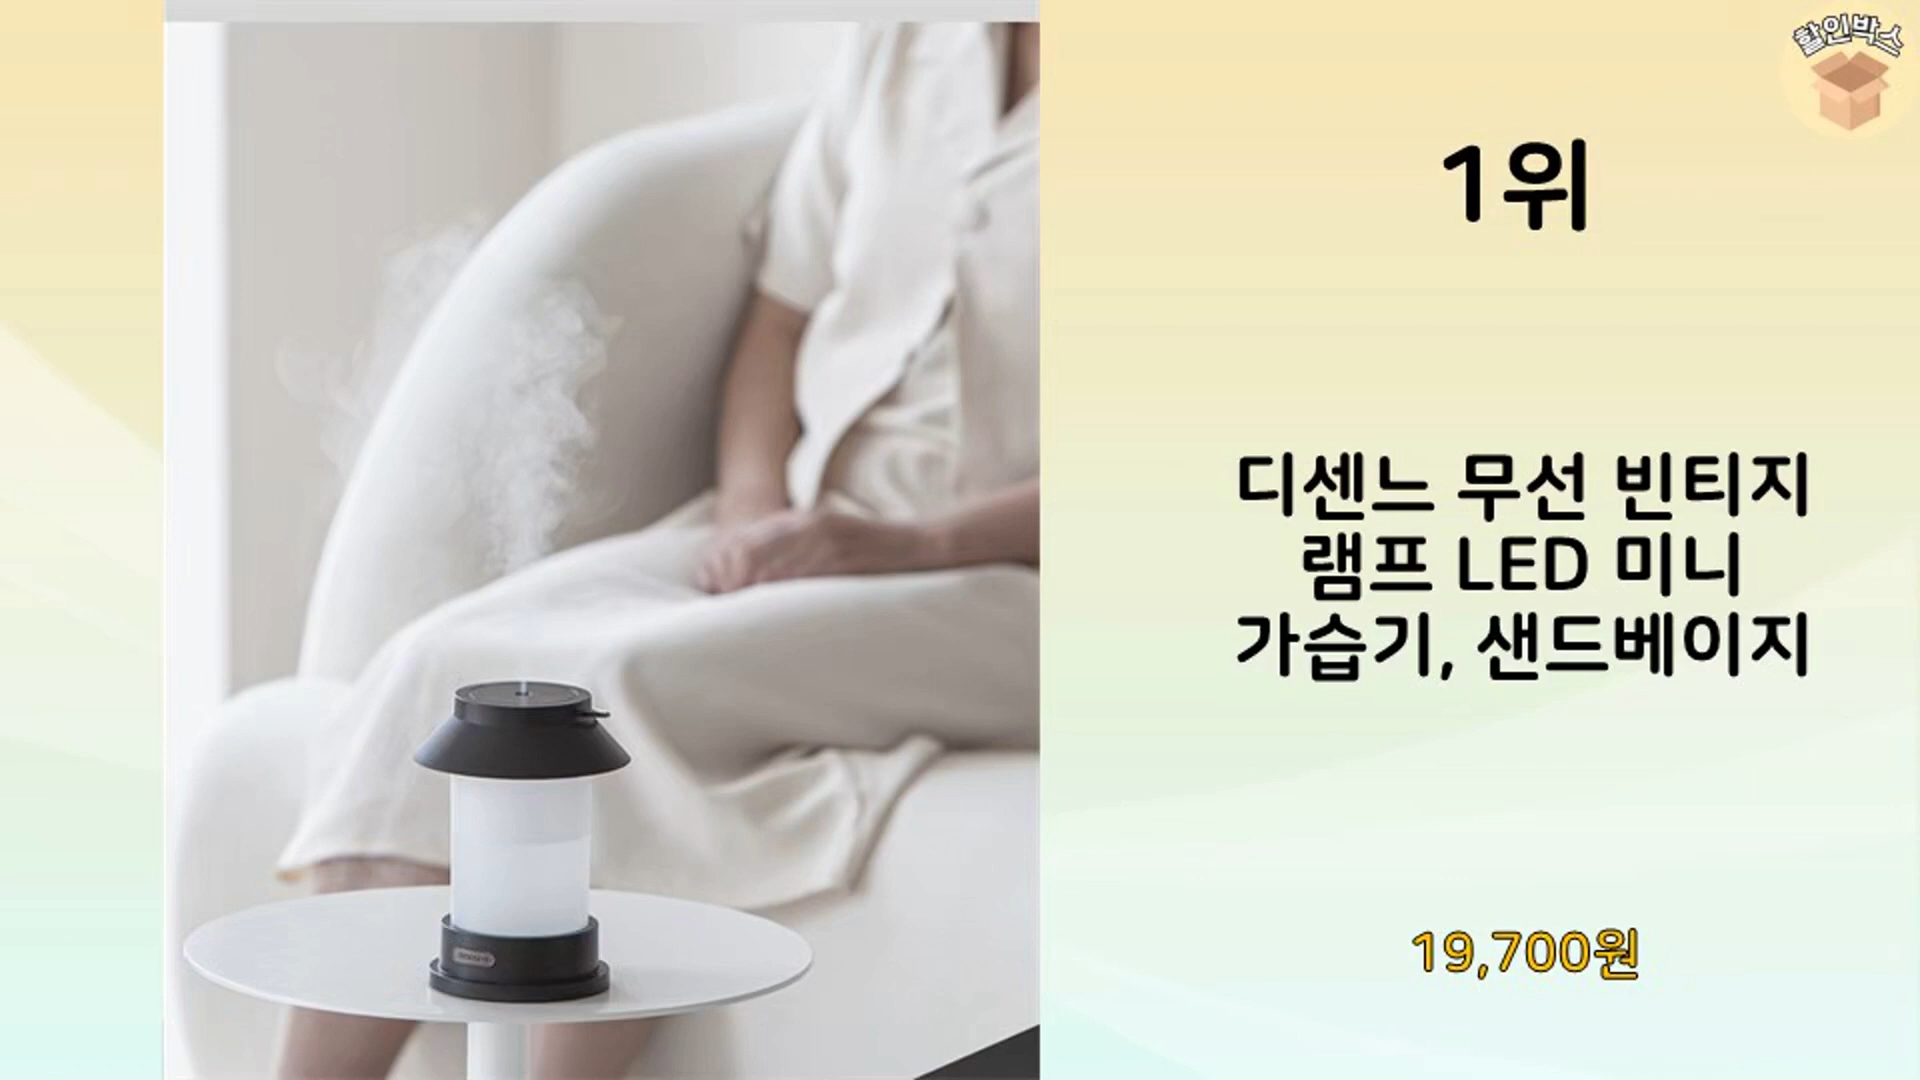 할인박스
1위
디센느 무선 빈티지
램프 LED 미니
가습기, 샌드베이지
19,700원